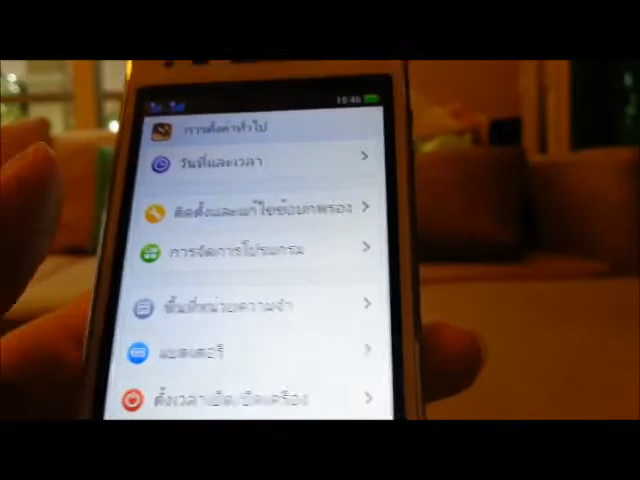 15:46
การตั้งค่าทั่วไป
วันที่และเวลา
ติดตั้งและแก้ไขข้อบกพร่อง
การจัดการโปรแกรม
พื้นที่หน่วยความจำ
แบตเตอรี่
ตั้งเวลาเปิด/ปิดเครื่อง